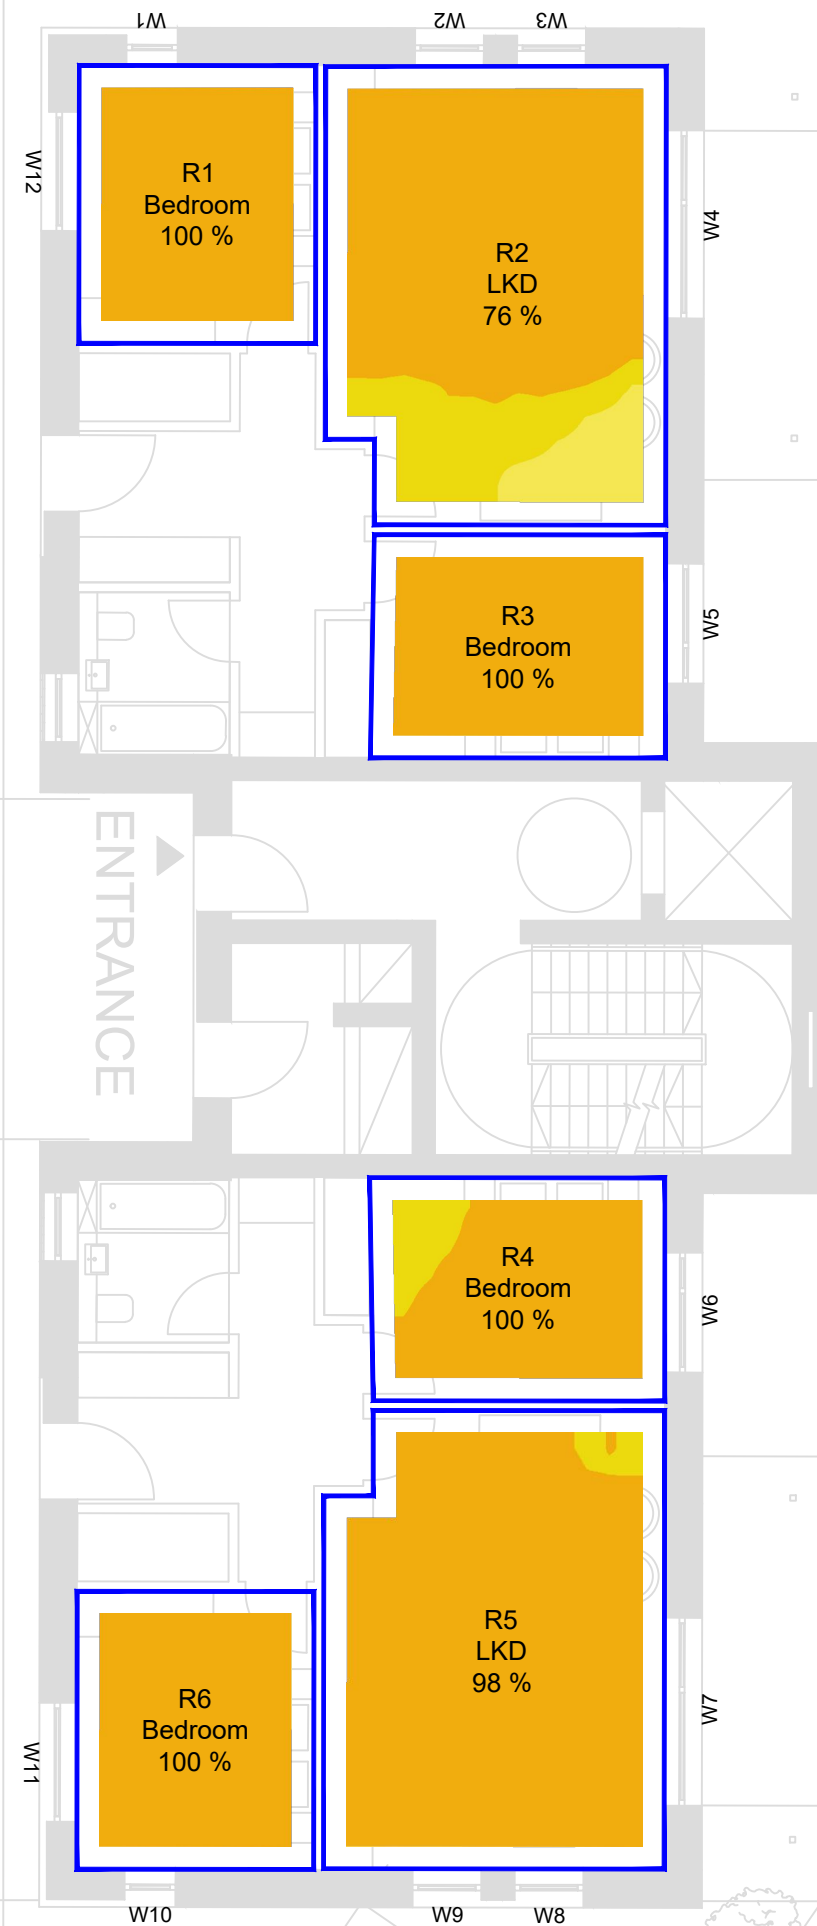 W1
W2
W3
W12
R1
Bedroom
100 %
W4
R2
LKD
76 %
R3
Bedroom
100 %
W5
ENTRANCE
R4
Bedroom
100 %
W6
R5
LKD
98 %
R6
Bedroom
100 %
W7
W11
W10
W9
W8